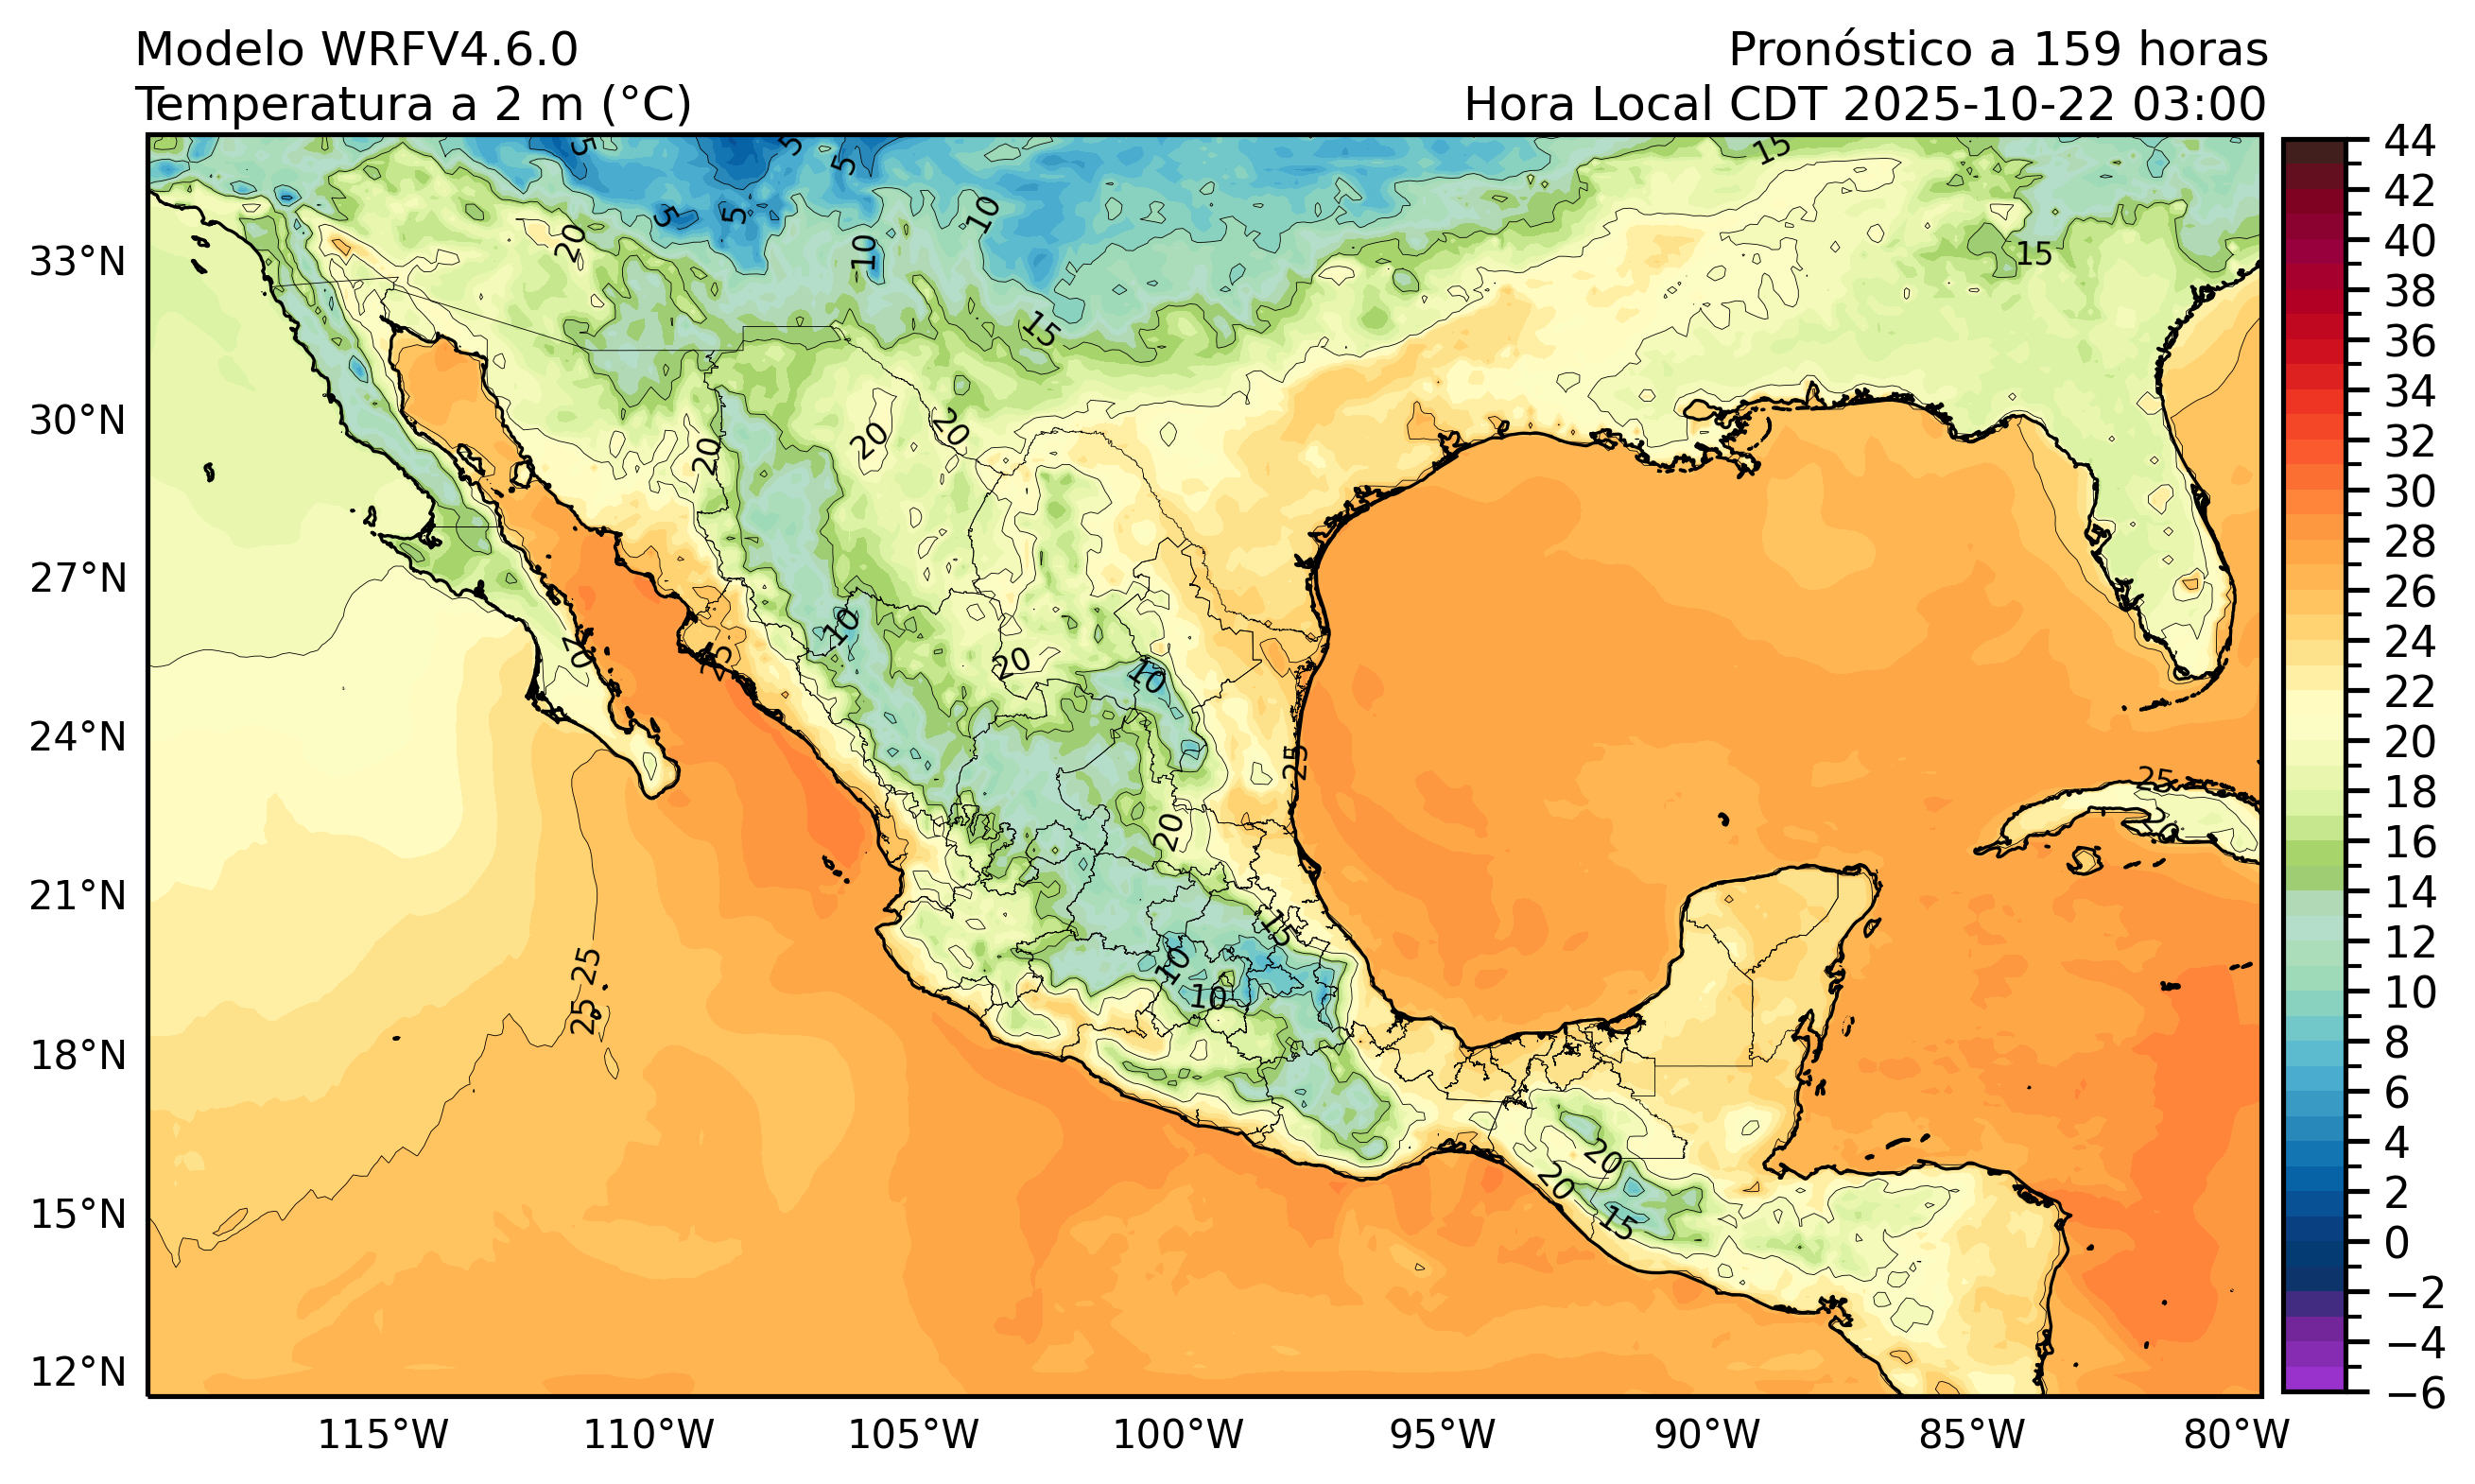 Modelo WRFV4.6.0
Pronóstico a 159 horas
Temperatura a 2 m (°C)
Hora Local CDT 2025-10-22 03:00
33°N
30°N
27°N
24°N
21°N
18°N
15°N
12°N
115°W
110°W
105°W
100°W
95°W
90°W
85°W
80°W
44
42
40
38
36
34
32
30
28
26
24
22
20
18
16
14
12
10
8
6
4
2
0
−2
−4
−6
5
5
5
15
5
5
10
20
10
15
15
20
20
20
10
20
20
10
25
25
25
20
20
15
25
10
10
25
20
20
15